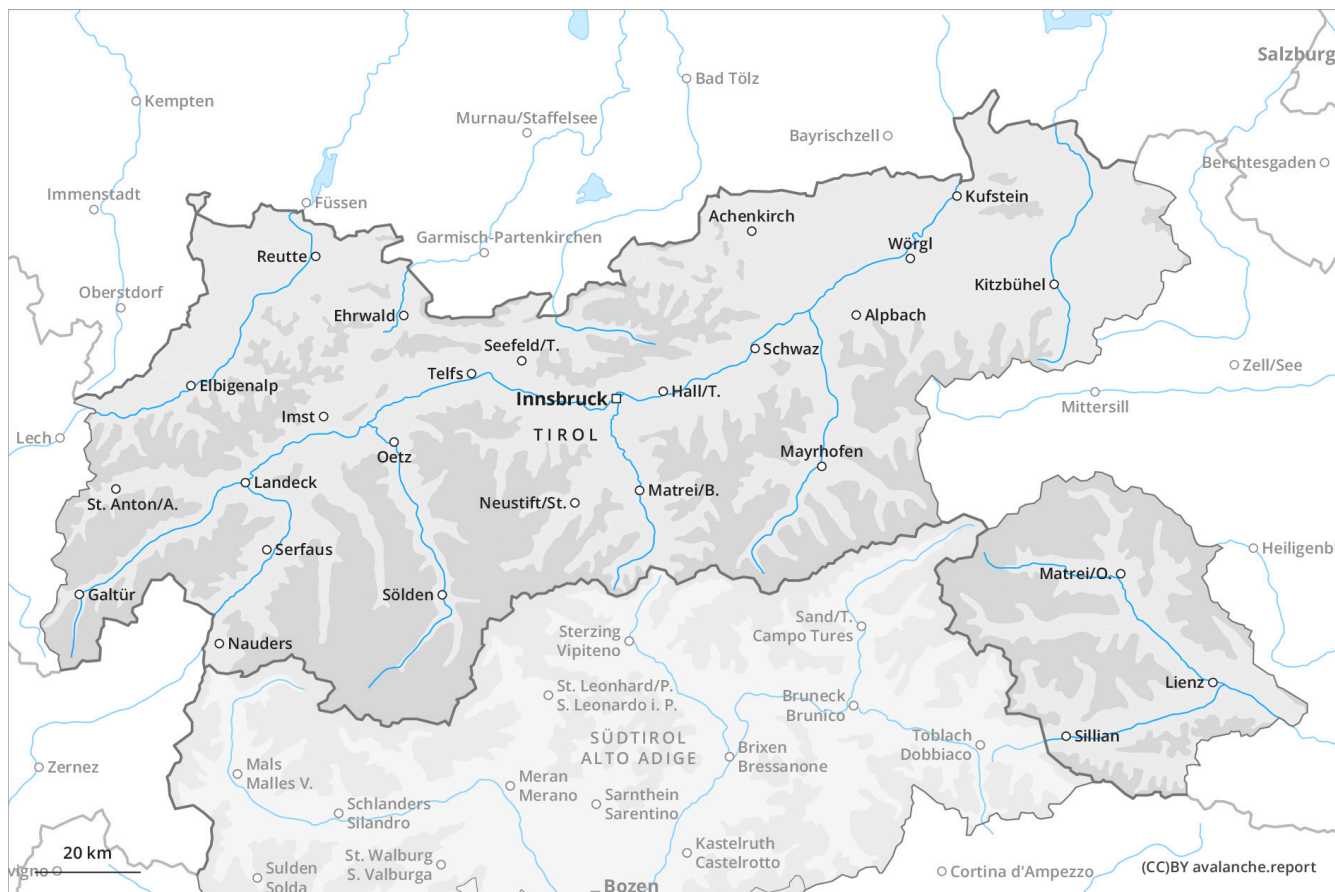 Salzburg
Bad Tölz
Kempten
Murnau/Staffelsee
Bayrischzell
Berchtesgaden
Immenstadt
Füssen
Kufstein
Achenkirch
Garmisch-Partenkirchen
Wörgl
Reutte
Kitzbühel
Oberstdorf
Ehrwald
Alpbach
Seefeld/T.
Schwaz
Zell/See
Telfs
Elbigenalp
Innsbruck
Hall/T.
Mittersill
Imst
Lech
TIROL
Oetz
Mayrhofen
Landeck
Matrei/B.
St. Anton/A.
Neustift/St.
Serfaus
Heiligenb
Matrei/O.
Galtür
Sölden
Sand/T.
Campo Tures
Sterzing
Vipiteno
Nauders
Lienz
St. Leonhard/P.
S. Leonardo i. P.
Bruneck
Brunico
Toblach
Dobbiaco
Sillian
SÜDTIROL
ALTO ADIGE
Brixen
Bressanone
Zernez
Mals
Malles V.
Meran
Merano
Schlanders
Silandro
Sarnthein
Sarentino
Kastelruth
Castelrotto
20 km
St. Walburg
S. Valburga
vigno
Sulden
Solda
Bozen
Cortina d'Ampezzo
(CC)BY avalanche.report